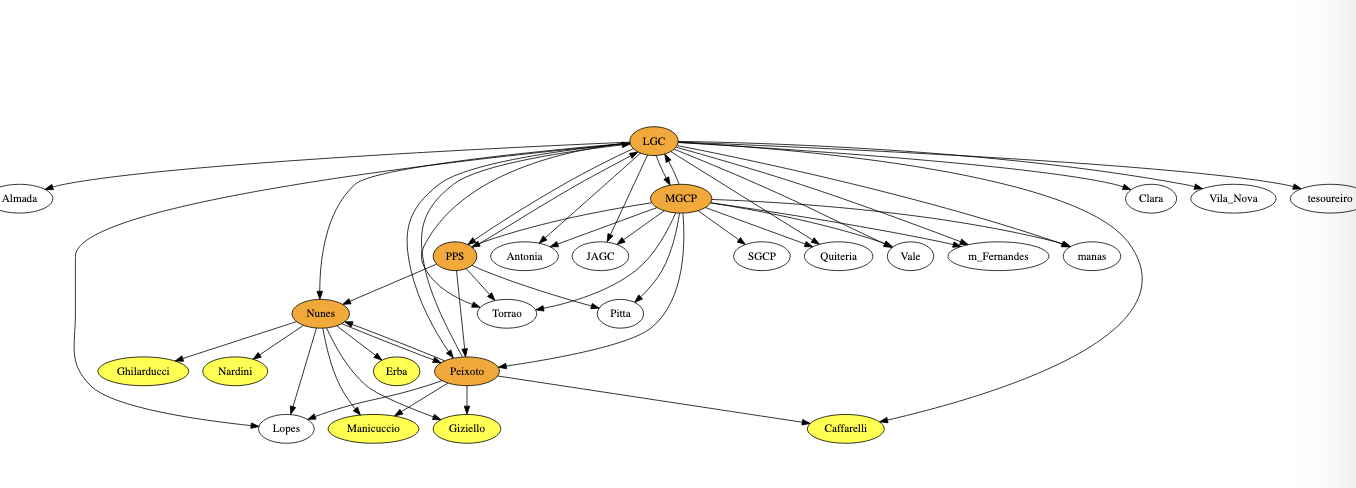 LGC
Almada
MGCP
Clara
Vila_Nova
tesoureiro
PPS
Antonia
JAGC
SGCP
Quiteria
Vale
m_Fernandes
manas
Nunes
Torrao
Pitta
Ghilarducci
Nardini
Erba
Peixoto
Lopes
Manicuccio
Giziello
Caffarelli